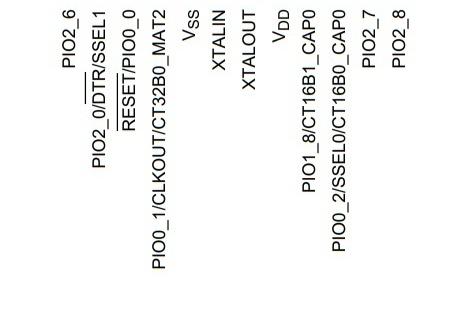 PIO2_6
PIO2_0/DTR/SSEL1
RESET/PIO0_0
PIO0_1/CLKOUT/CT32B0_MAT2
VSS
XTALIN
XTALOUT
VDD
PIO1_8/CT16B1_CAP0
PIO0_2/SSEL0/CT16B0_CAP0
PIO2_7
PIO2_8